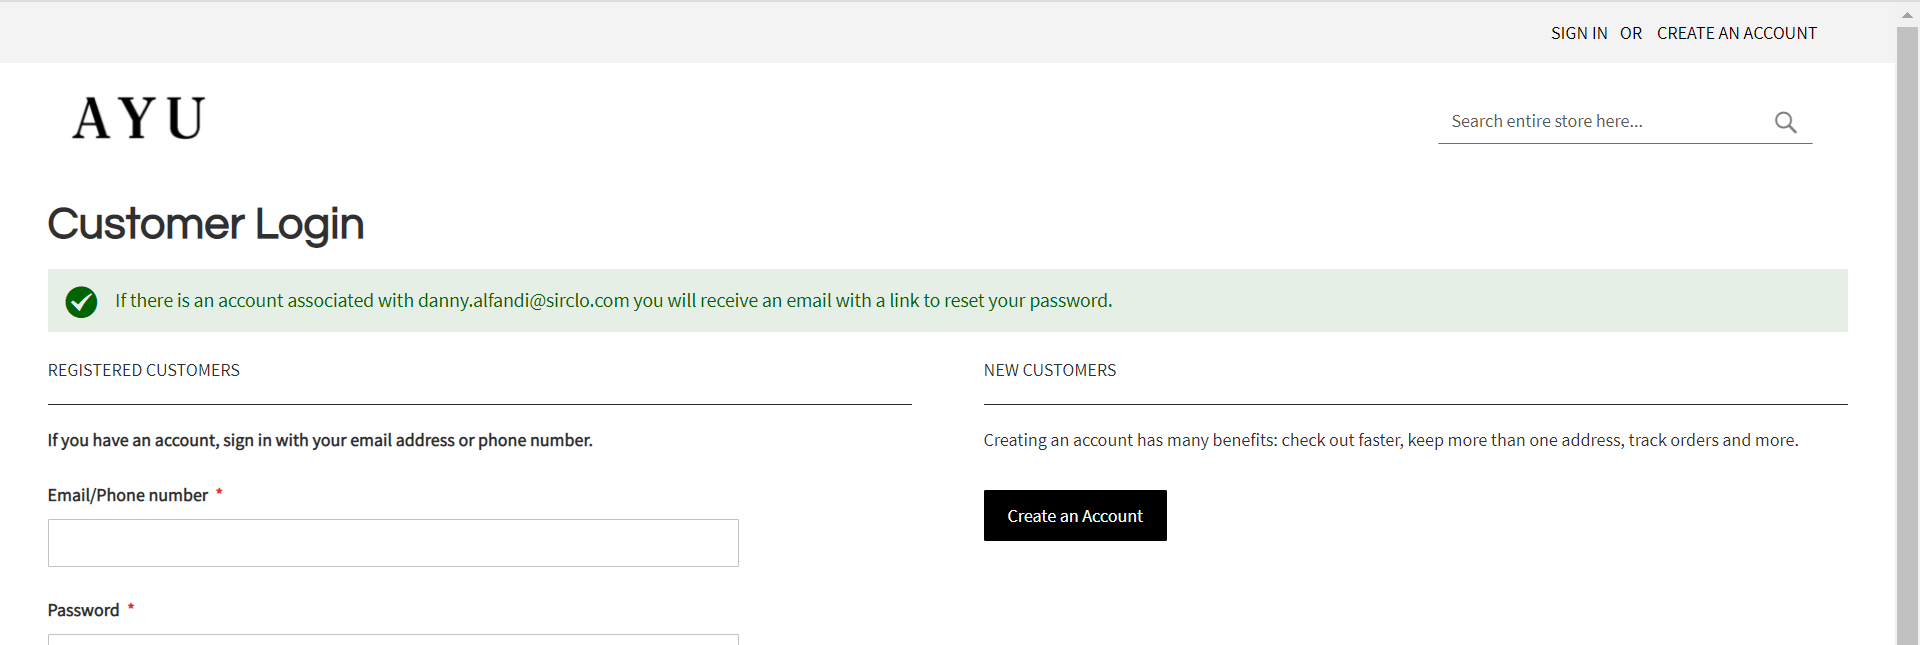 SIGN IN OR CREATE AN ACCOUNT
AYU
Search entire store here...
Customer Login
If there is an account associated with danny.alfandi@sirclo.com you will receive an email with a link to reset your password.
REGISTERED CUSTOMERS
If you have an account, sign in with your email address or phone number.
Email/Phone number *
Password *
NEW CUSTOMERS
Creating an account has many benefits: check out faster, keep more than one address, track orders and more.
Create an Account